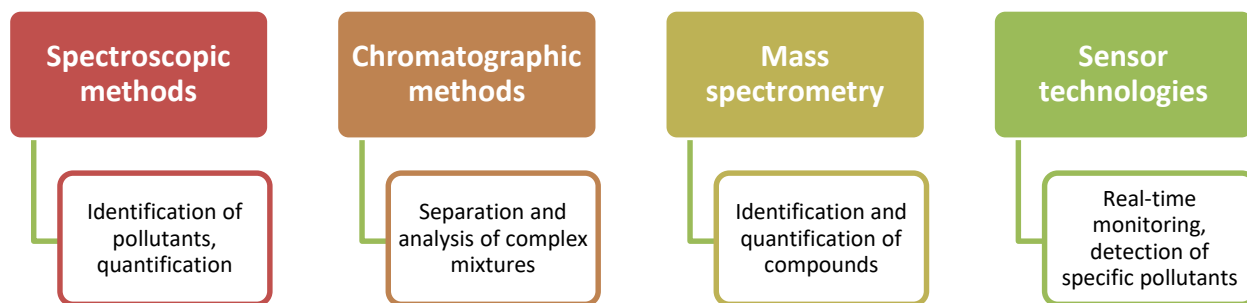 Spectroscopic
methods
Identification of
pollutants,
quantification
Chromatographic
methods
Separation and
analysis of complex
mixtures
Mass
spectrometry
Identification and
quantification of
compounds
Sensor
technologies
Real-time
monitoring,
detection of
specific pollutants